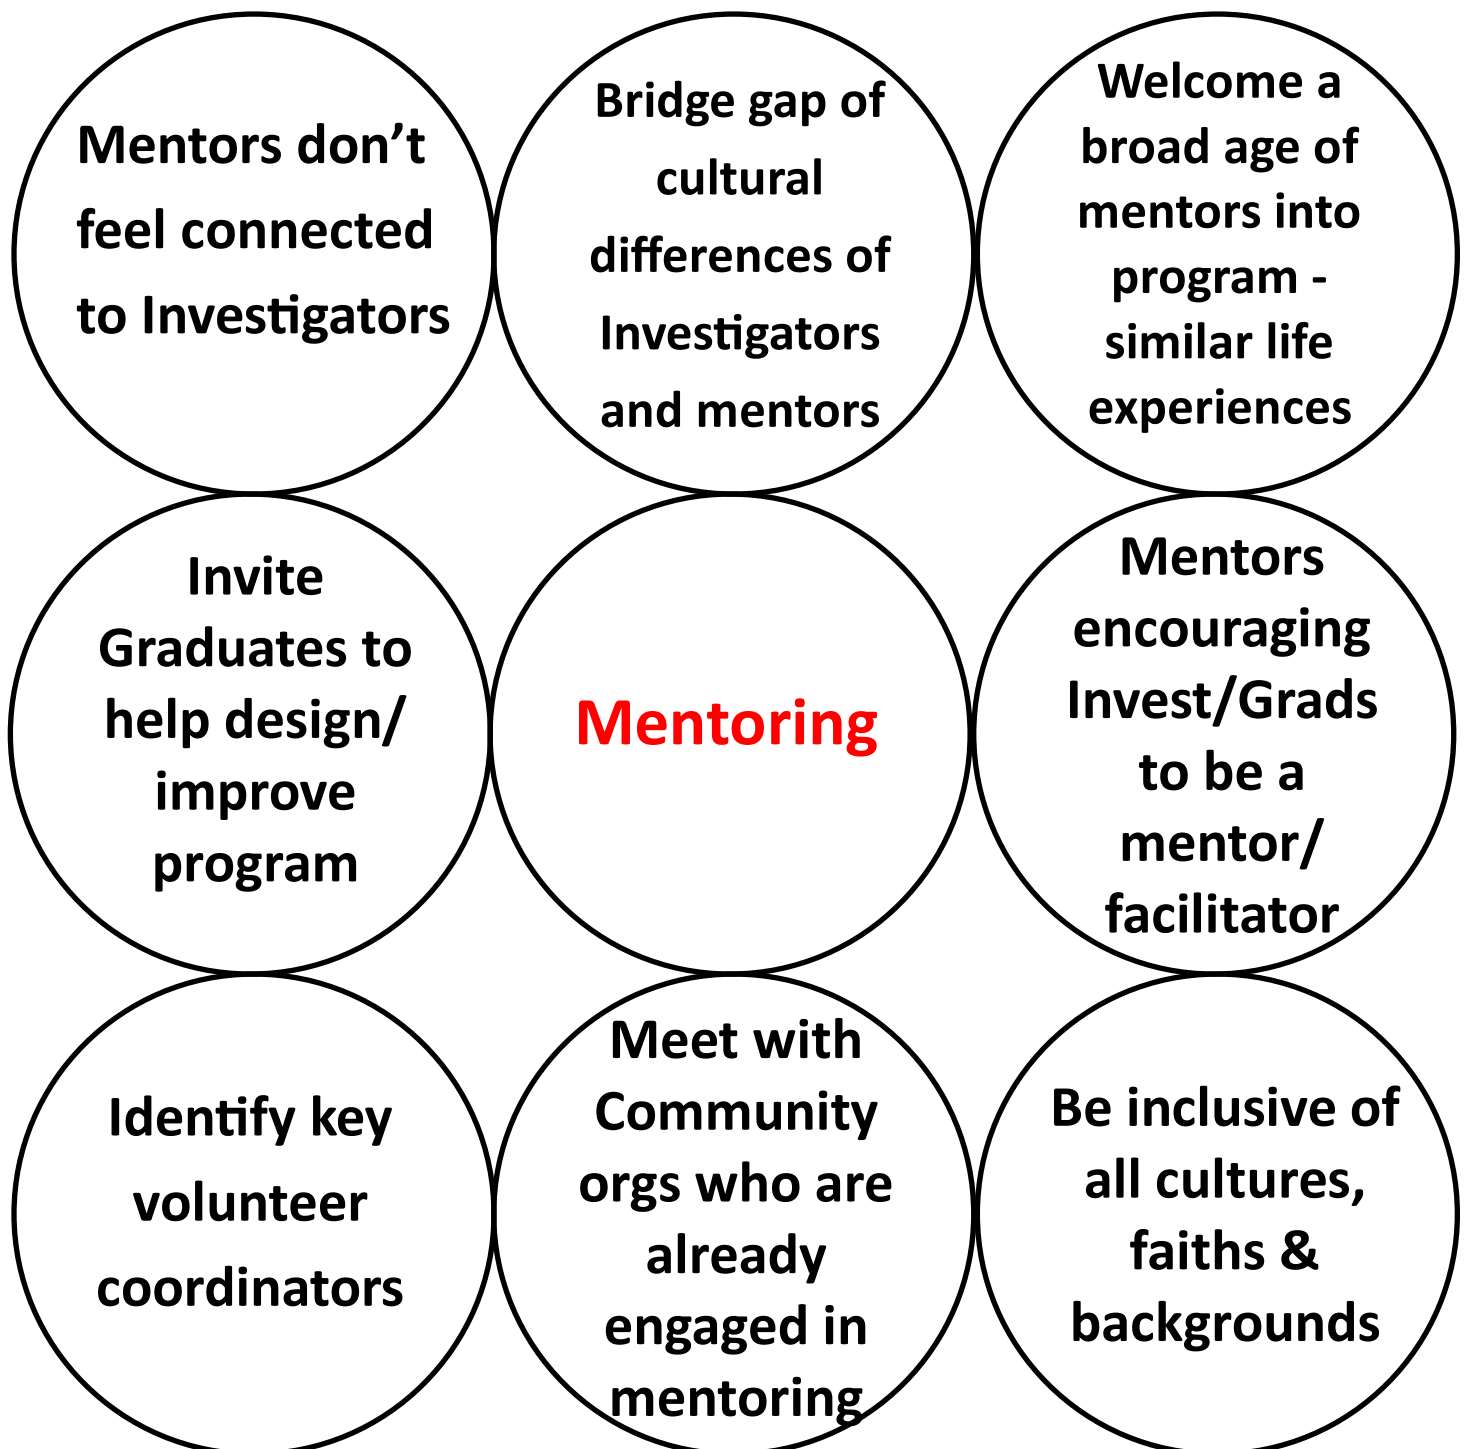 Mentors don’t
feel connected
to Investigators
Bridge gap of
cultural
differences of
Investigators
and mentors
Welcome a
broad age of
mentors into
program -
similar life
experiences
Invite
Graduates to
help design/
improve
program
Mentoring
Mentors
encouraging
Invest/Grads
to be a
mentor/
facilitator
Identify key
volunteer
coordinators
Meet with
Community
orgs who are
already
engaged in
mentoring
Be inclusive of
all cultures,
faiths &
backgrounds